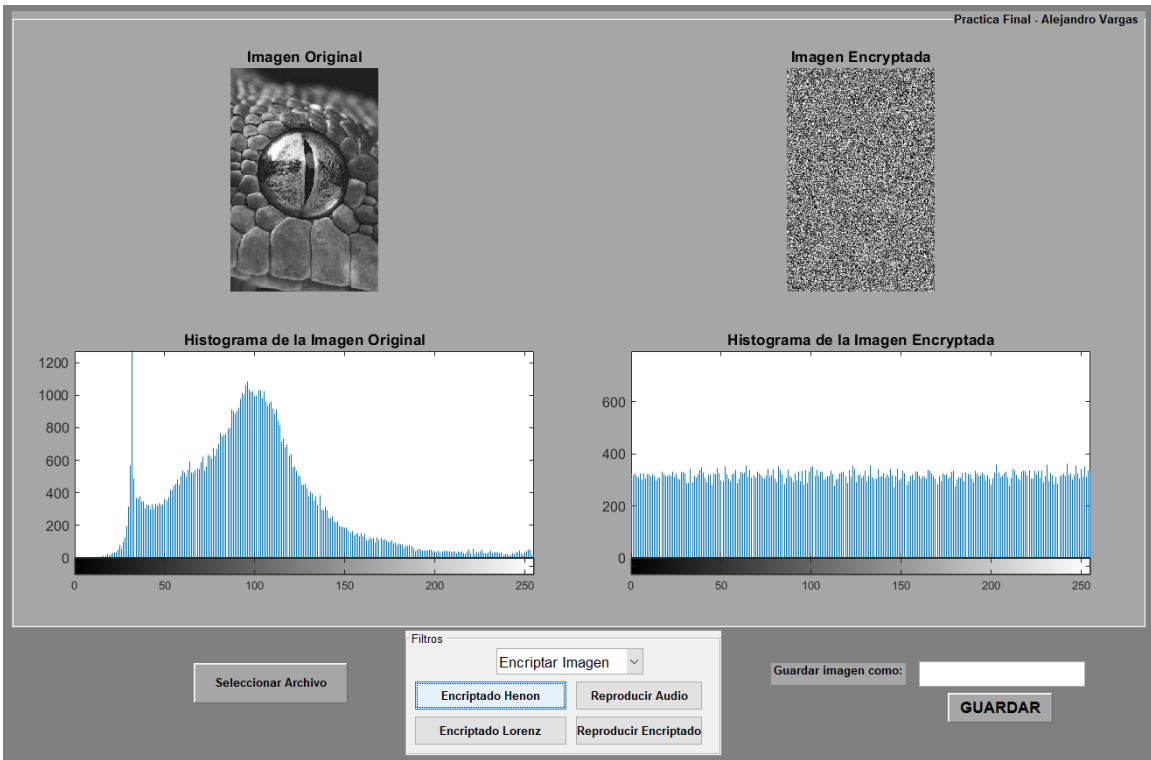 Practica Final - Alejandro Vargas
Imagen Original
Imagen Encryptada
Histograma de la Imagen Original
1200
1000
800
600
400
200
0
0 50 100 150 200 250
Histograma de la Imagen Encryptada
600
400
200
0
0 50 100 150 200 250
Seleccionar Archivo
Filtros
Encriptar Imagen
Encriptado Henon
Reproducir Audio
Encriptado Lorenz
Reproducir Encriptado
Guardar imagen como:
GUARDAR